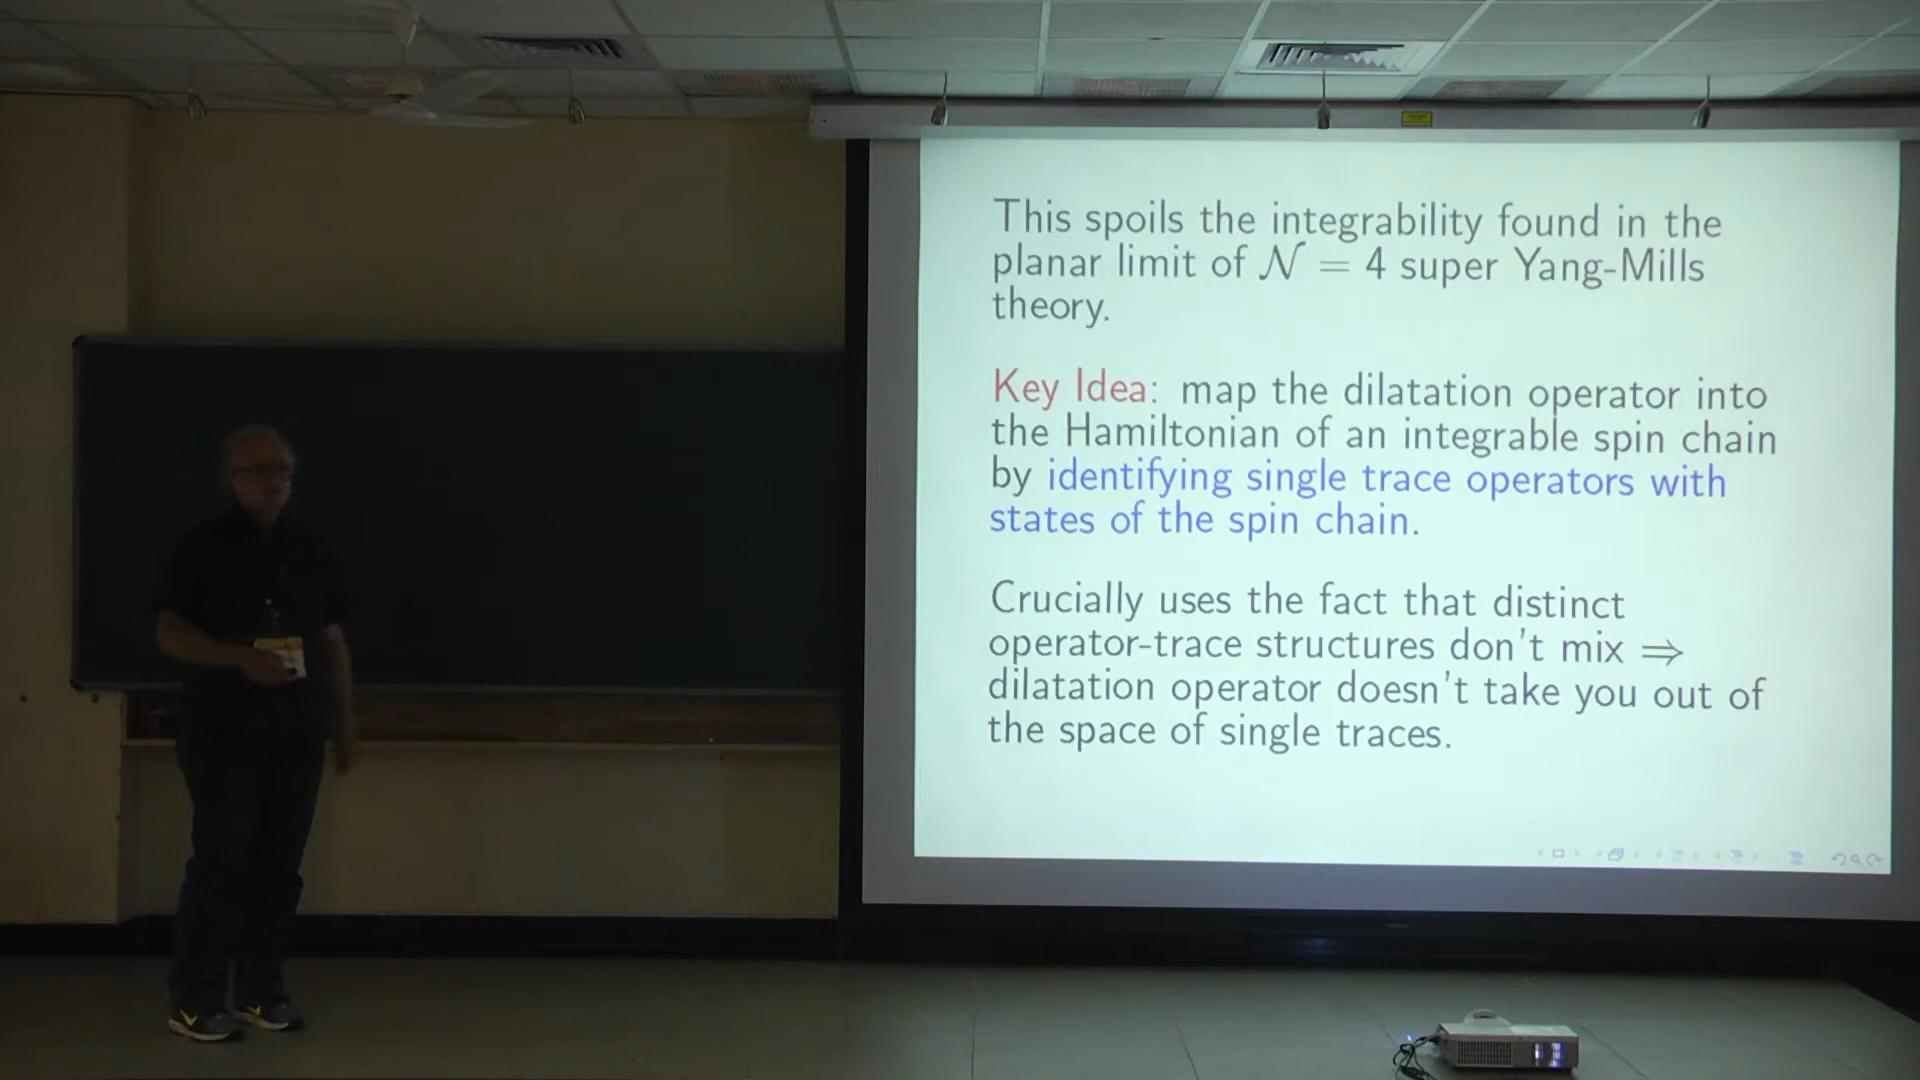 This spoils the integrability found in the
planar limit of 𝒩 = 4 super Yang-Mills
theory.
Key Idea: map the dilatation operator into
the Hamiltonian of an integrable spin chain
by identifying single trace operators with
states of the spin chain.
Crucially uses the fact that distinct
operator-trace structures don't mix ⇒
dilatation operator doesn't take you out of
the space of single traces.